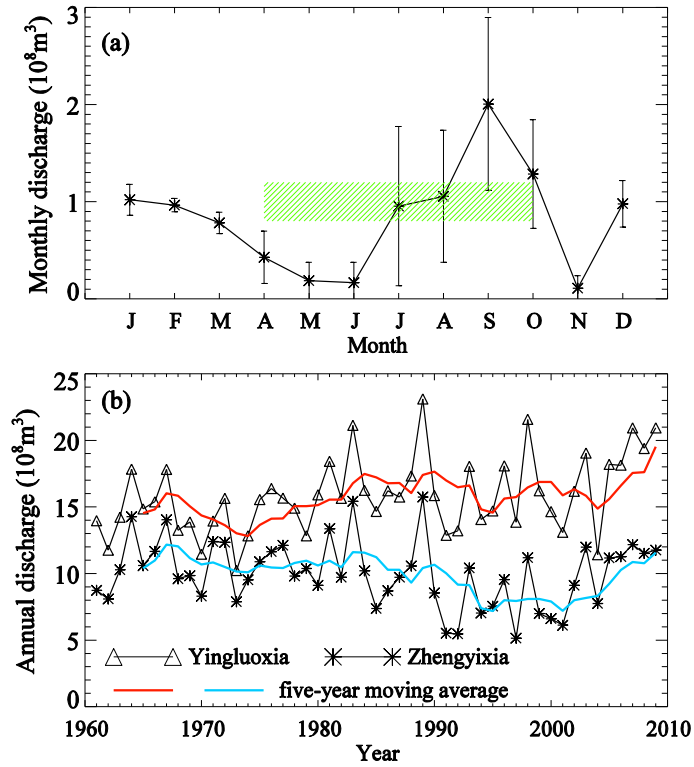 3
(a)
2
1
0
Monthly discharge (10⁸m³)
J F M A M J J A S O N D
Month
25
(b)
20
15
10
5
0
Annual discharge (10⁸m³)
Yingluoxia Zhengyixia
five-year moving average
1960 1970 1980 1990 2000 2010
Year